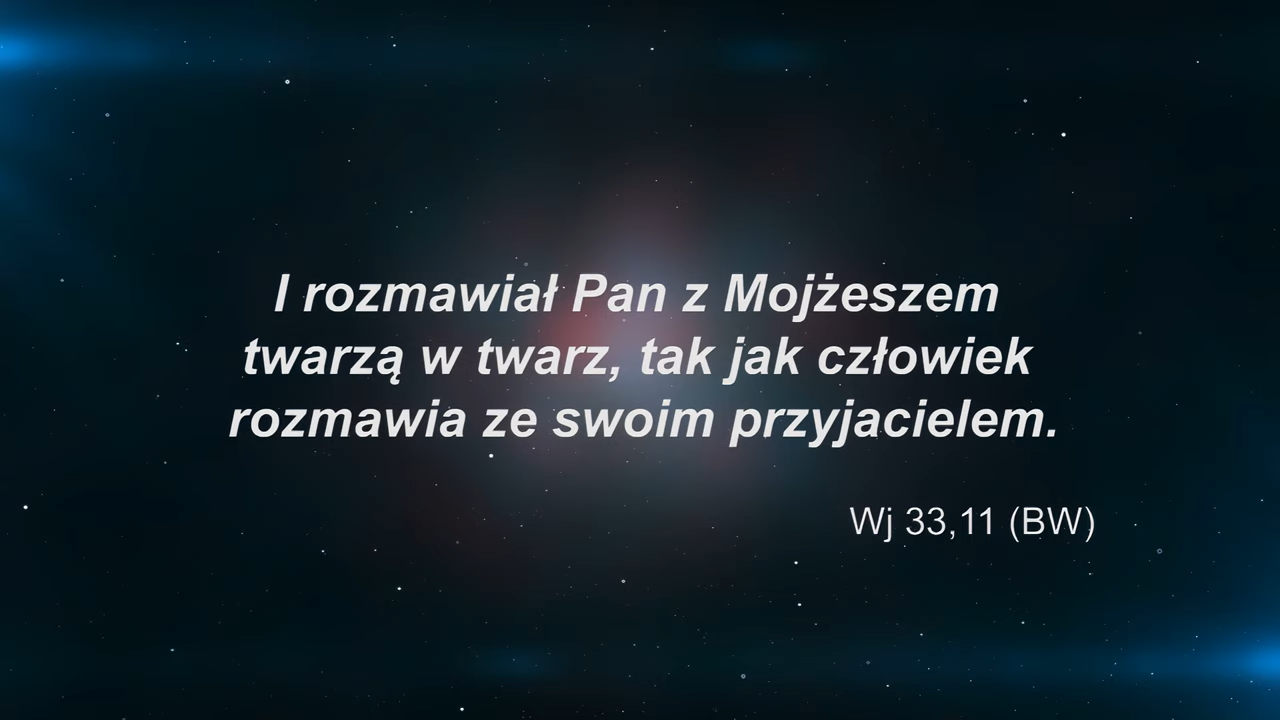 I rozmawiał Pan z Mojżeszem
twarzą w twarz, tak jak człowiek
rozmawia ze swoim przyjacielem.
Wj 33,11 (BW)